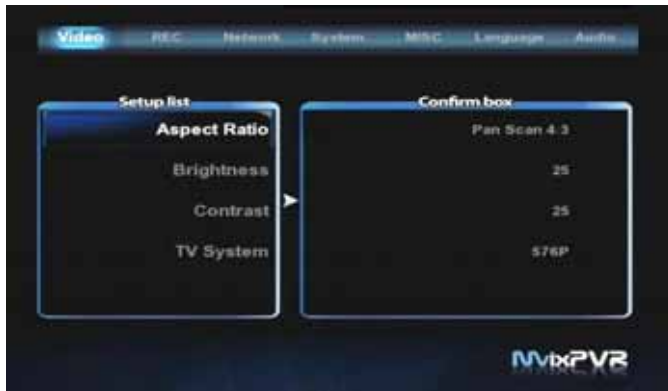 Video REC Network System MISC Language Audio
Setup list Confirm box
Aspect Ratio Pan Scan 4:3
Brightness 25
Contrast 25
TV System 576P
MvixPVR